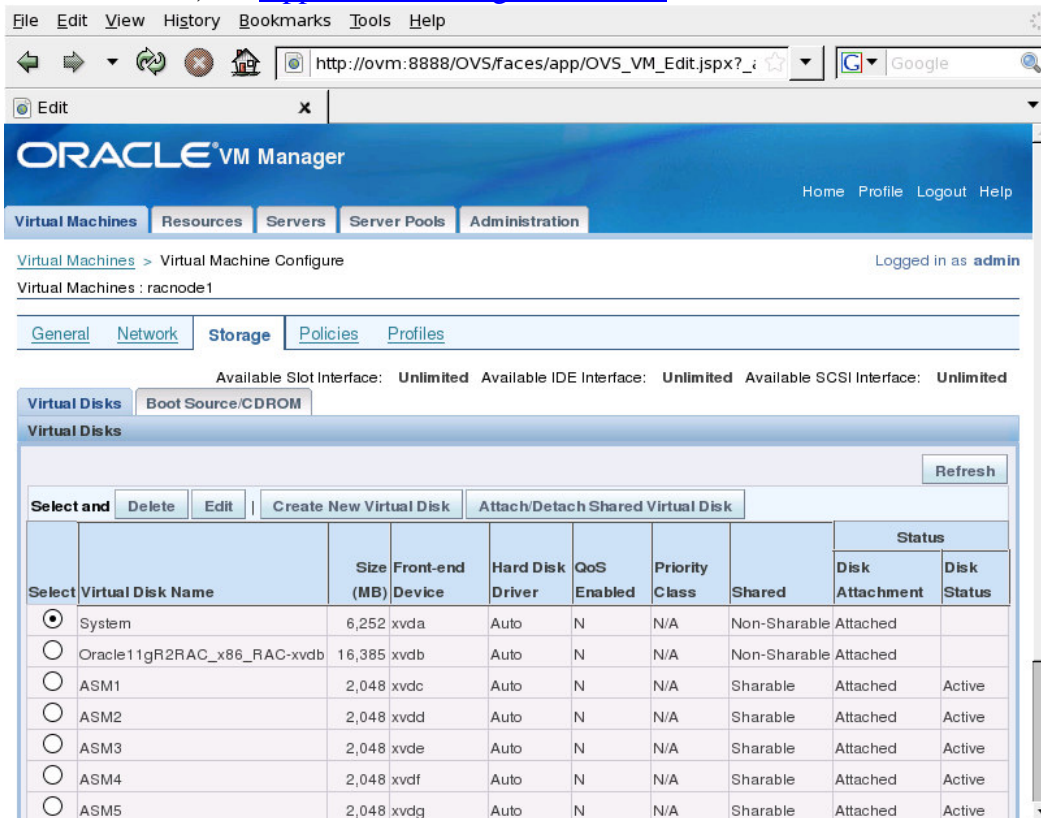 File Edit View History Bookmarks Tools Help
http://ovm:8888/OVS/faces/app/OVS_VM_Edit.jspx?_a
G Google
Edit x
ORACLE VM Manager
Home Profile Logout Help
Virtual Machines Resources Servers Server Pools Administration
Virtual Machines > Virtual Machine Configure Logged in as admin
Virtual Machines : racnode1
General Network Storage Policies Profiles
Available Slot Interface: Unlimited Available IDE Interface: Unlimited Available SCSI Interface: Unlimited
Virtual Disks Boot Source/CDROM
Virtual Disks
Refresh
Select and Delete Edit | Create New Virtual Disk Attach/Detach Shared Virtual Disk
Status
Size Front-end Hard Disk QoS Priority Disk Disk
Select Virtual Disk Name (MB) Device Driver Enabled Class Shared Attachment Status
System 6,252 xvda Auto N N/A Non-Sharable Attached
Oracle11gR2RAC_x86_RAC-xvdb 16,385 xvdb Auto N N/A Non-Sharable Attached
ASM1 2,048 xvdc Auto N N/A Sharable Attached Active
ASM2 2,048 xvdd Auto N N/A Sharable Attached Active
ASM3 2,048 xvde Auto N N/A Sharable Attached Active
ASM4 2,048 xvdf Auto N N/A Sharable Attached Active
ASM5 2,048 xvdg Auto N N/A Sharable Attached Active